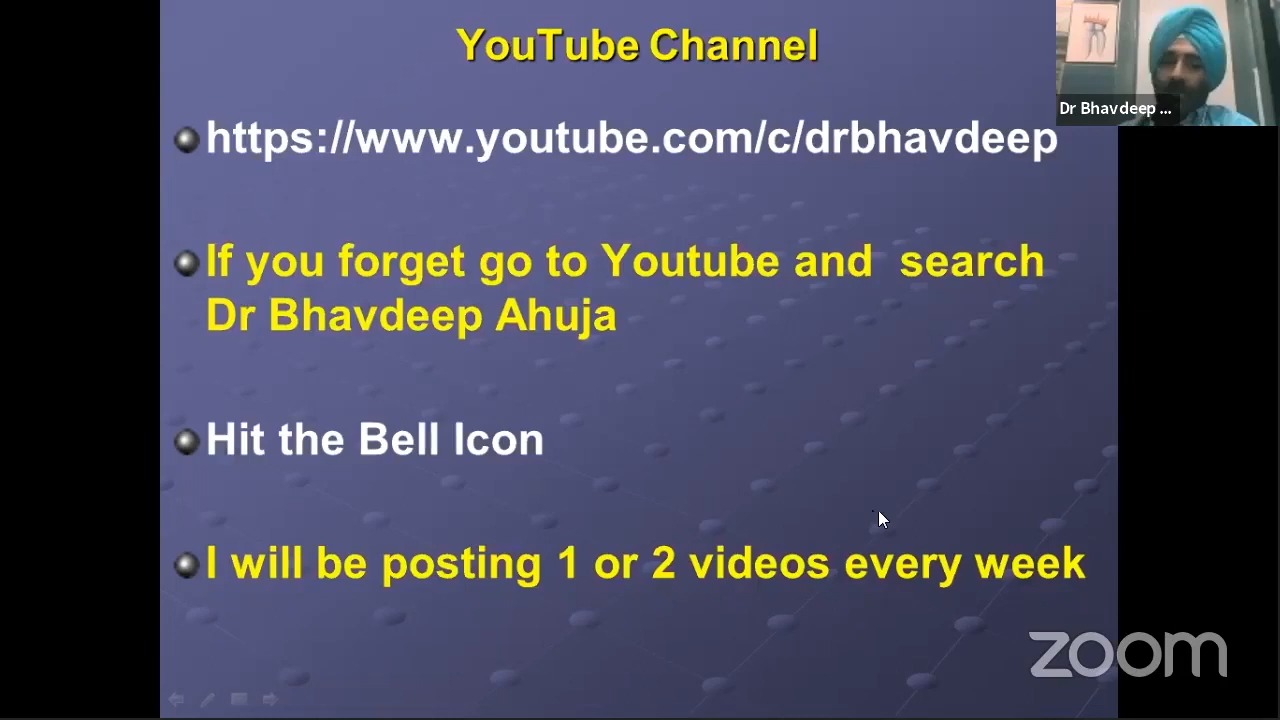 YouTube Channel
Dr Bhavdeep ...
https://www.youtube.com/c/drbhavdeep
If you forget go to Youtube and search
Dr Bhavdeep Ahuja
Hit the Bell Icon
I will be posting 1 or 2 videos every week
zoom